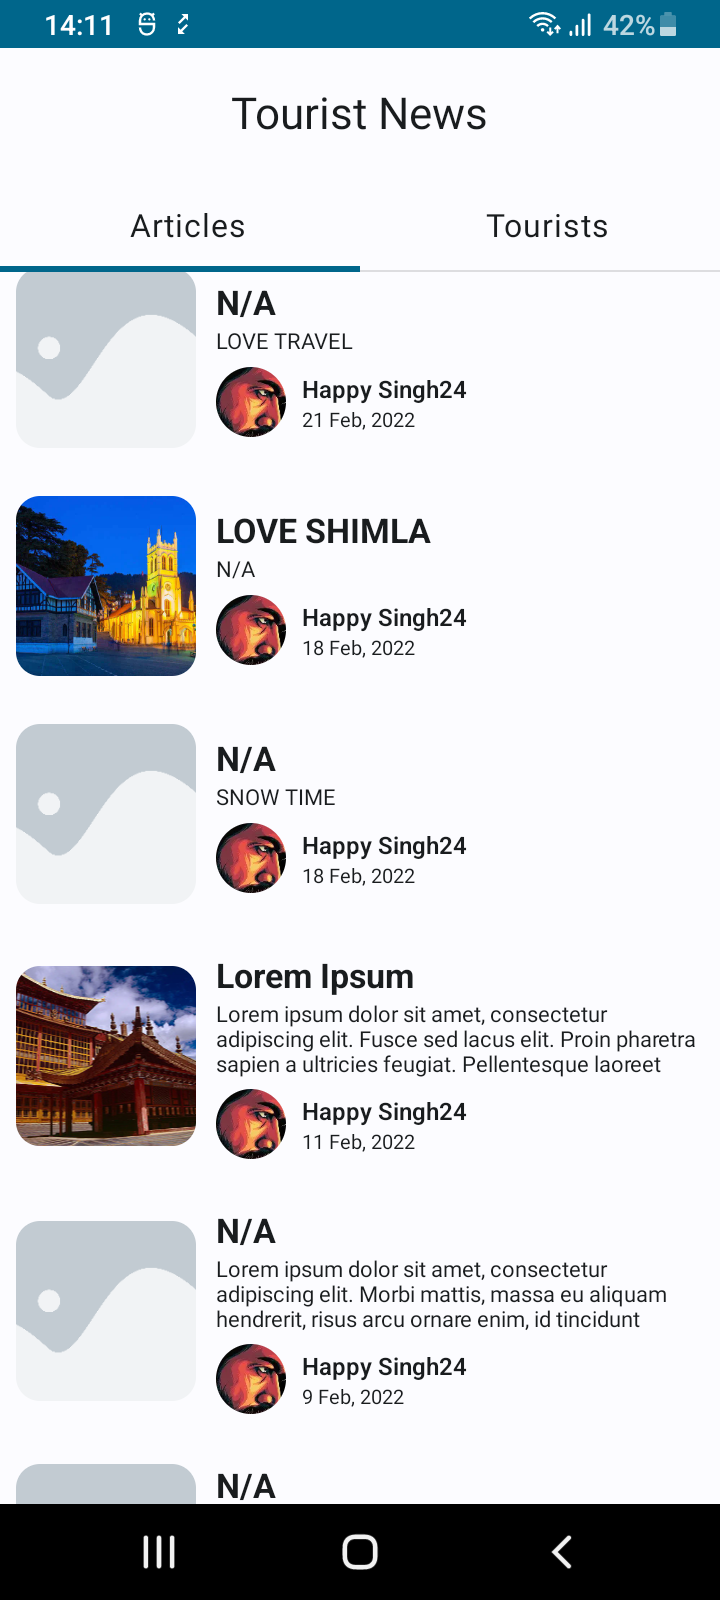 14:11
42%
Tourist News
Articles
Tourists
N/A
LOVE TRAVEL
Happy Singh24
21 Feb, 2022
LOVE SHIMLA
N/A
Happy Singh24
18 Feb, 2022
N/A
SNOW TIME
Happy Singh24
18 Feb, 2022
Lorem Ipsum
Lorem ipsum dolor sit amet, consectetur
adipiscing elit. Fusce sed lacus elit. Proin pharetra
sapien a ultricies feugiat. Pellentesque laoreet
Happy Singh24
11 Feb, 2022
N/A
Lorem ipsum dolor sit amet, consectetur
adipiscing elit. Morbi mattis, massa eu aliquam
hendrerit, risus arcu ornare enim, id tincidunt
Happy Singh24
9 Feb, 2022
N/A